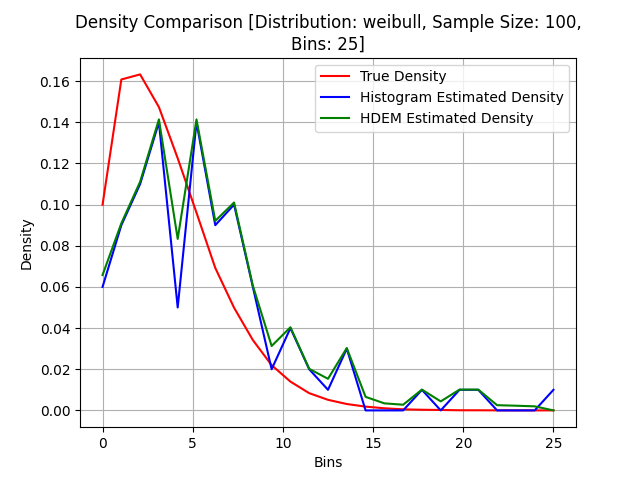 Density Comparison [Distribution: weibull, Sample Size: 100,
Bins: 25]
True Density
Histogram Estimated Density
HDEM Estimated Density
Density
0.16
0.14
0.12
0.10
0.08
0.06
0.04
0.02
0.00
0 5 10 15 20 25
Bins